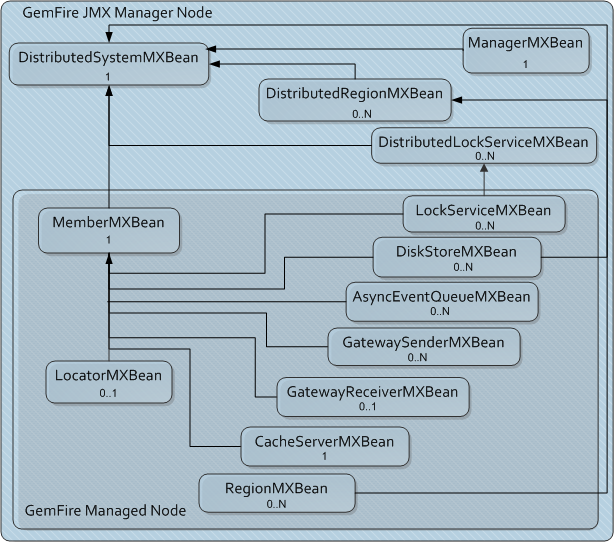 GemFire JMX Manager Node
DistributedSystemMXBean
1
ManagerMXBean
1
DistributedRegionMXBean
0..N
DistributedLockServiceMXBean
0..N
MemberMXBean
1
LockServiceMXBean
0..N
DiskStoreMXBean
0..N
AsyncEventQueueMXBean
0..N
GatewaySenderMXBean
0..N
LocatorMXBean
0..1
GatewayReceiverMXBean
0..1
CacheServerMXBean
1
RegionMXBean
0..N
GemFire Managed Node